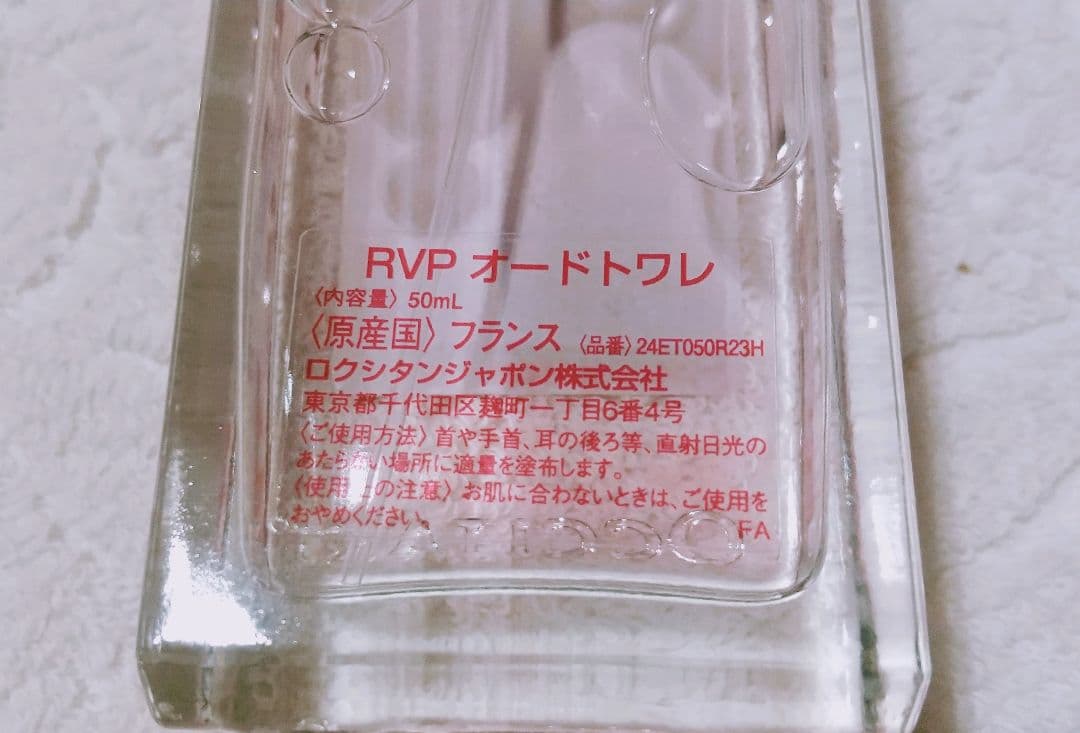 RVP オードトワレ
〈内容量〉 50mL
〈原産国〉 フランス 〈品番〉 24ET050R23H
ロクシタンジャポン株式会社
東京都千代田区麹町一丁目6番4号
〈ご使用方法〉 首や手首、耳の後ろ等、直射日光の
あたらない場所に適量を塗布します。
〈使用上の注意〉 お肌に合わないときは、ご使用を
おやめください。
FA